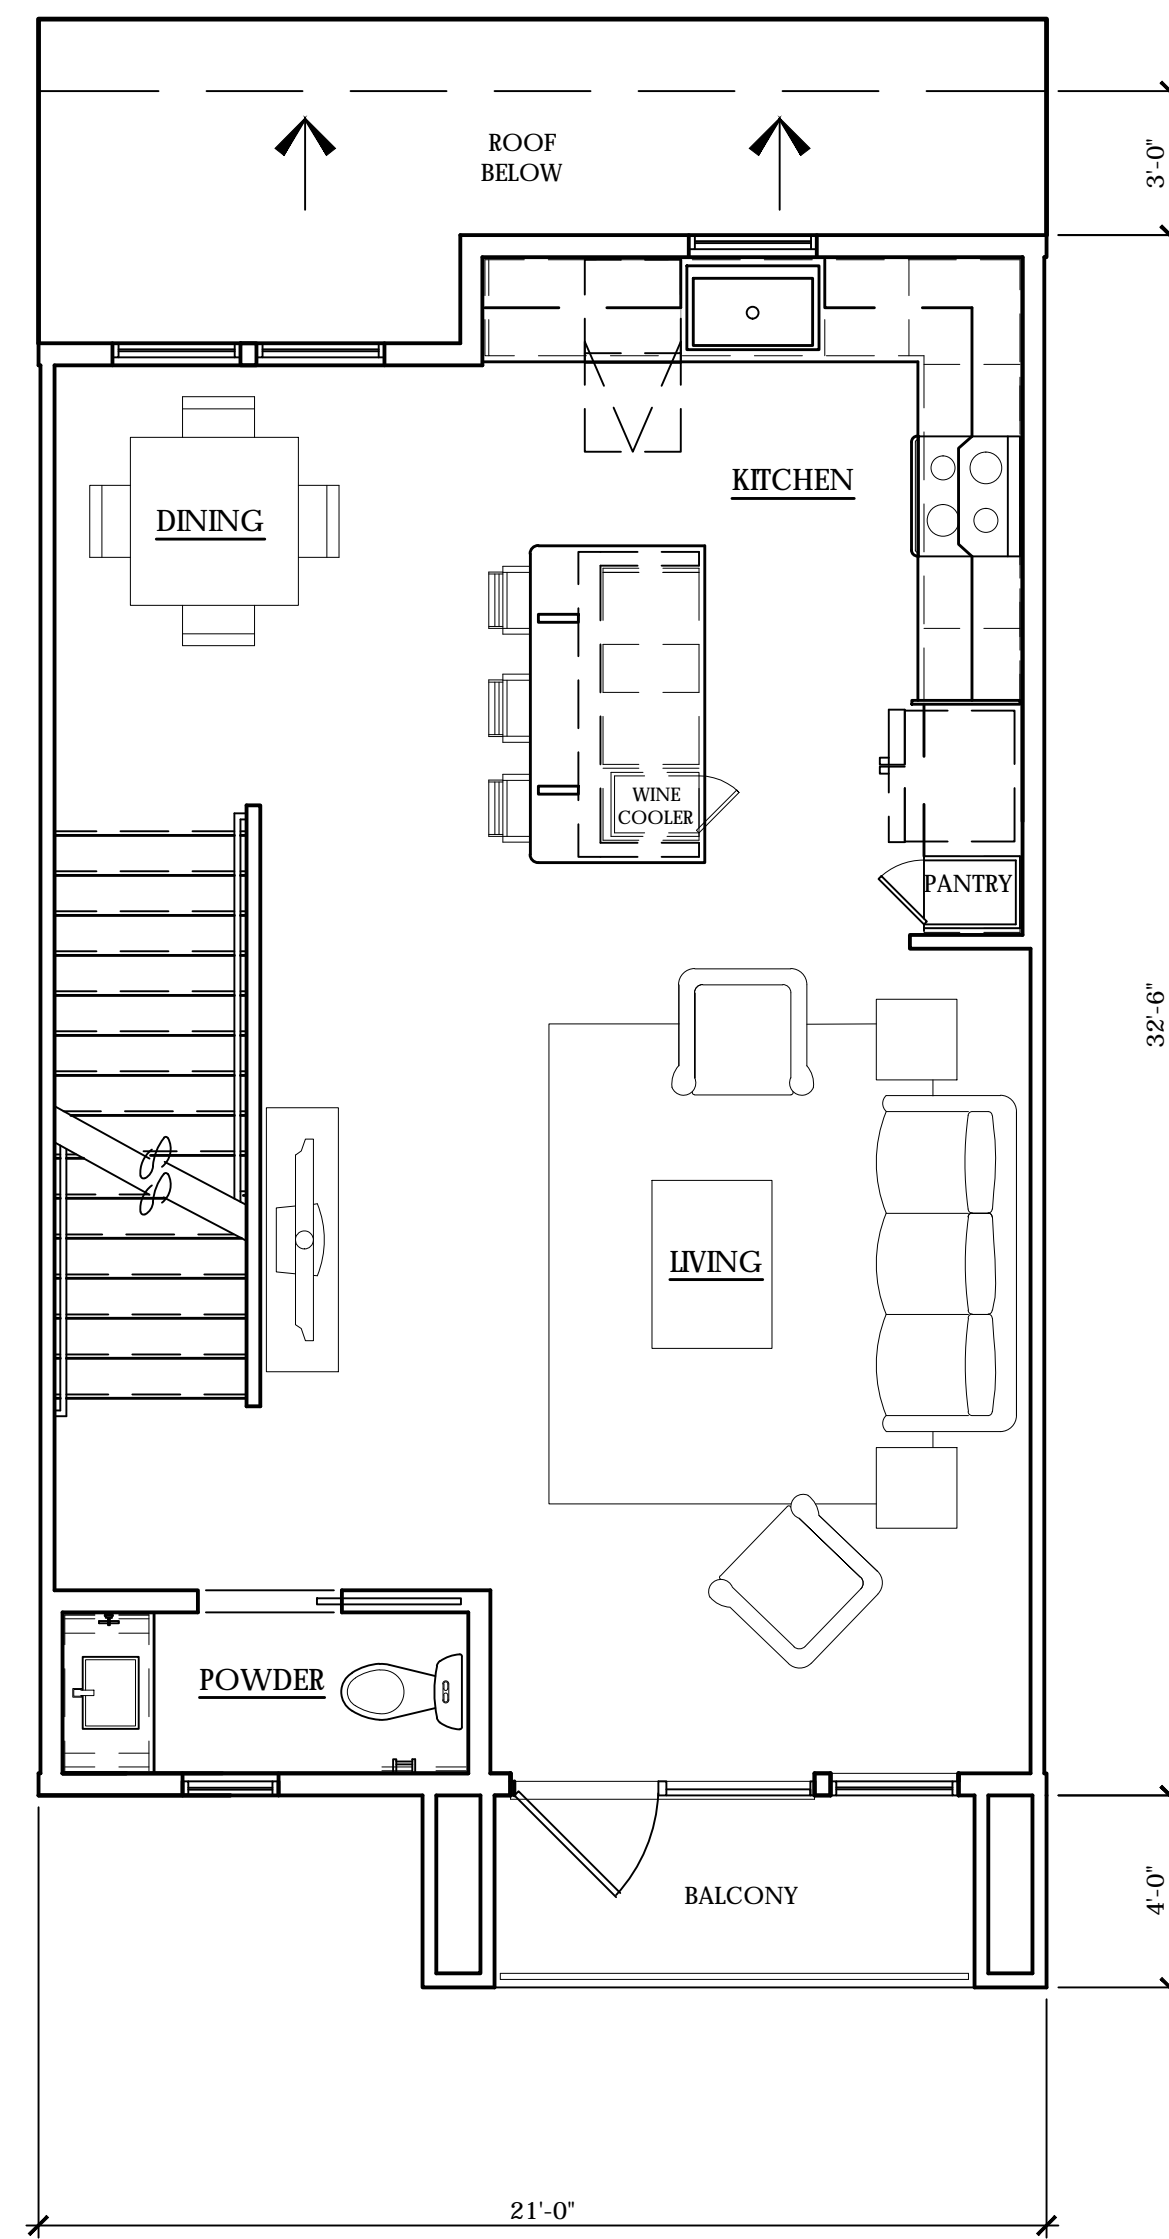 ROOF
BELOW
3'-0"
KITCHEN
DINING
WINE
COOLER
PANTRY
32'-6"
LIVING
POWDER
BALCONY
4'-0"
21'-0"